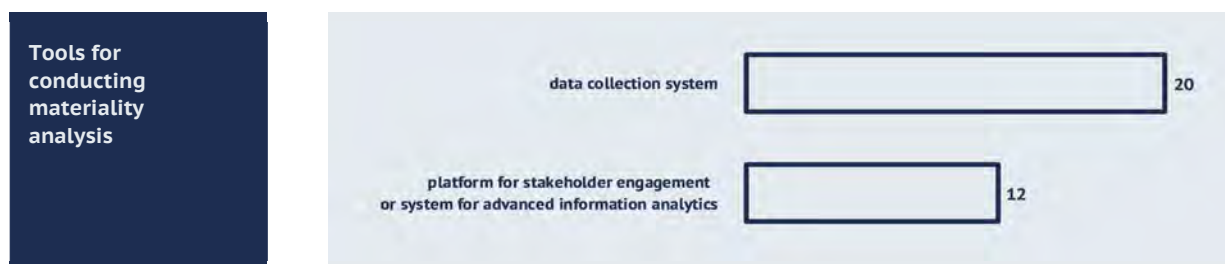 Tools for
conducting
materiality
analysis
data collection system
20
platform for stakeholder engagement
or system for advanced information analytics
12